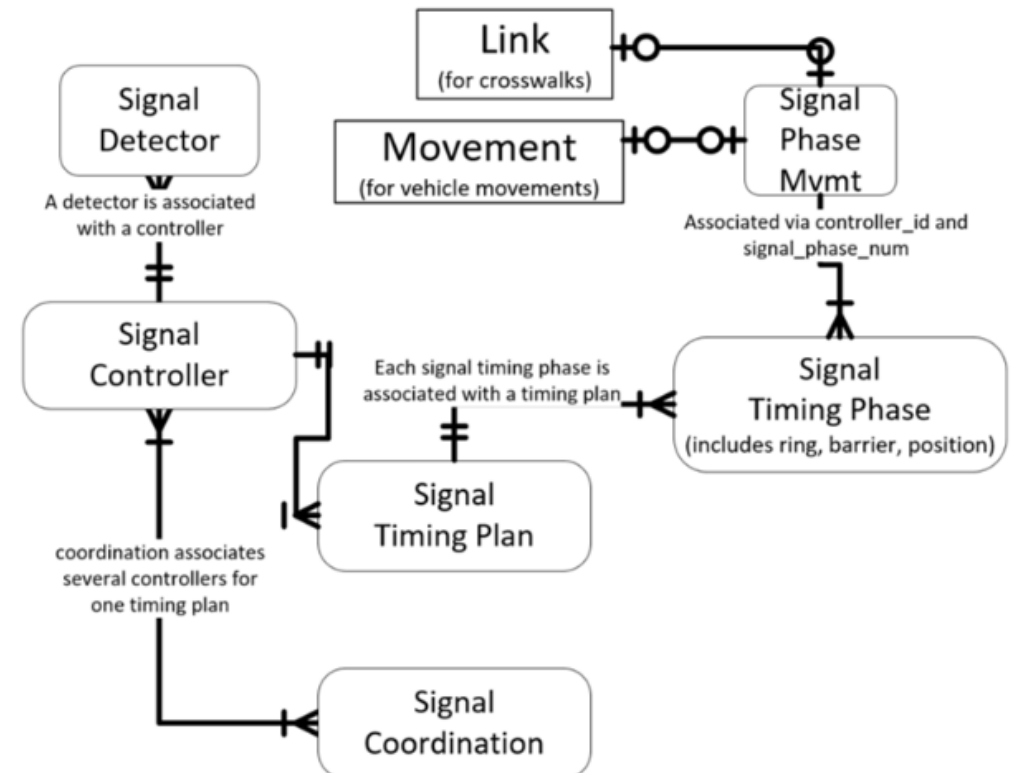 Link
(for crosswalks)
Signal
Detector
Signal
Phase
Mvmt
Movement
(for vehicle movements)
A detector is associated
with a controller
Associated via controller_id and
signal_phase_num
Signal
Controller
Each signal timing phase is
associated with a timing plan
Signal
Timing Phase
(includes ring, barrier, position)
Signal
Timing Plan
coordination associates
several controllers for
one timing plan
Signal
Coordination